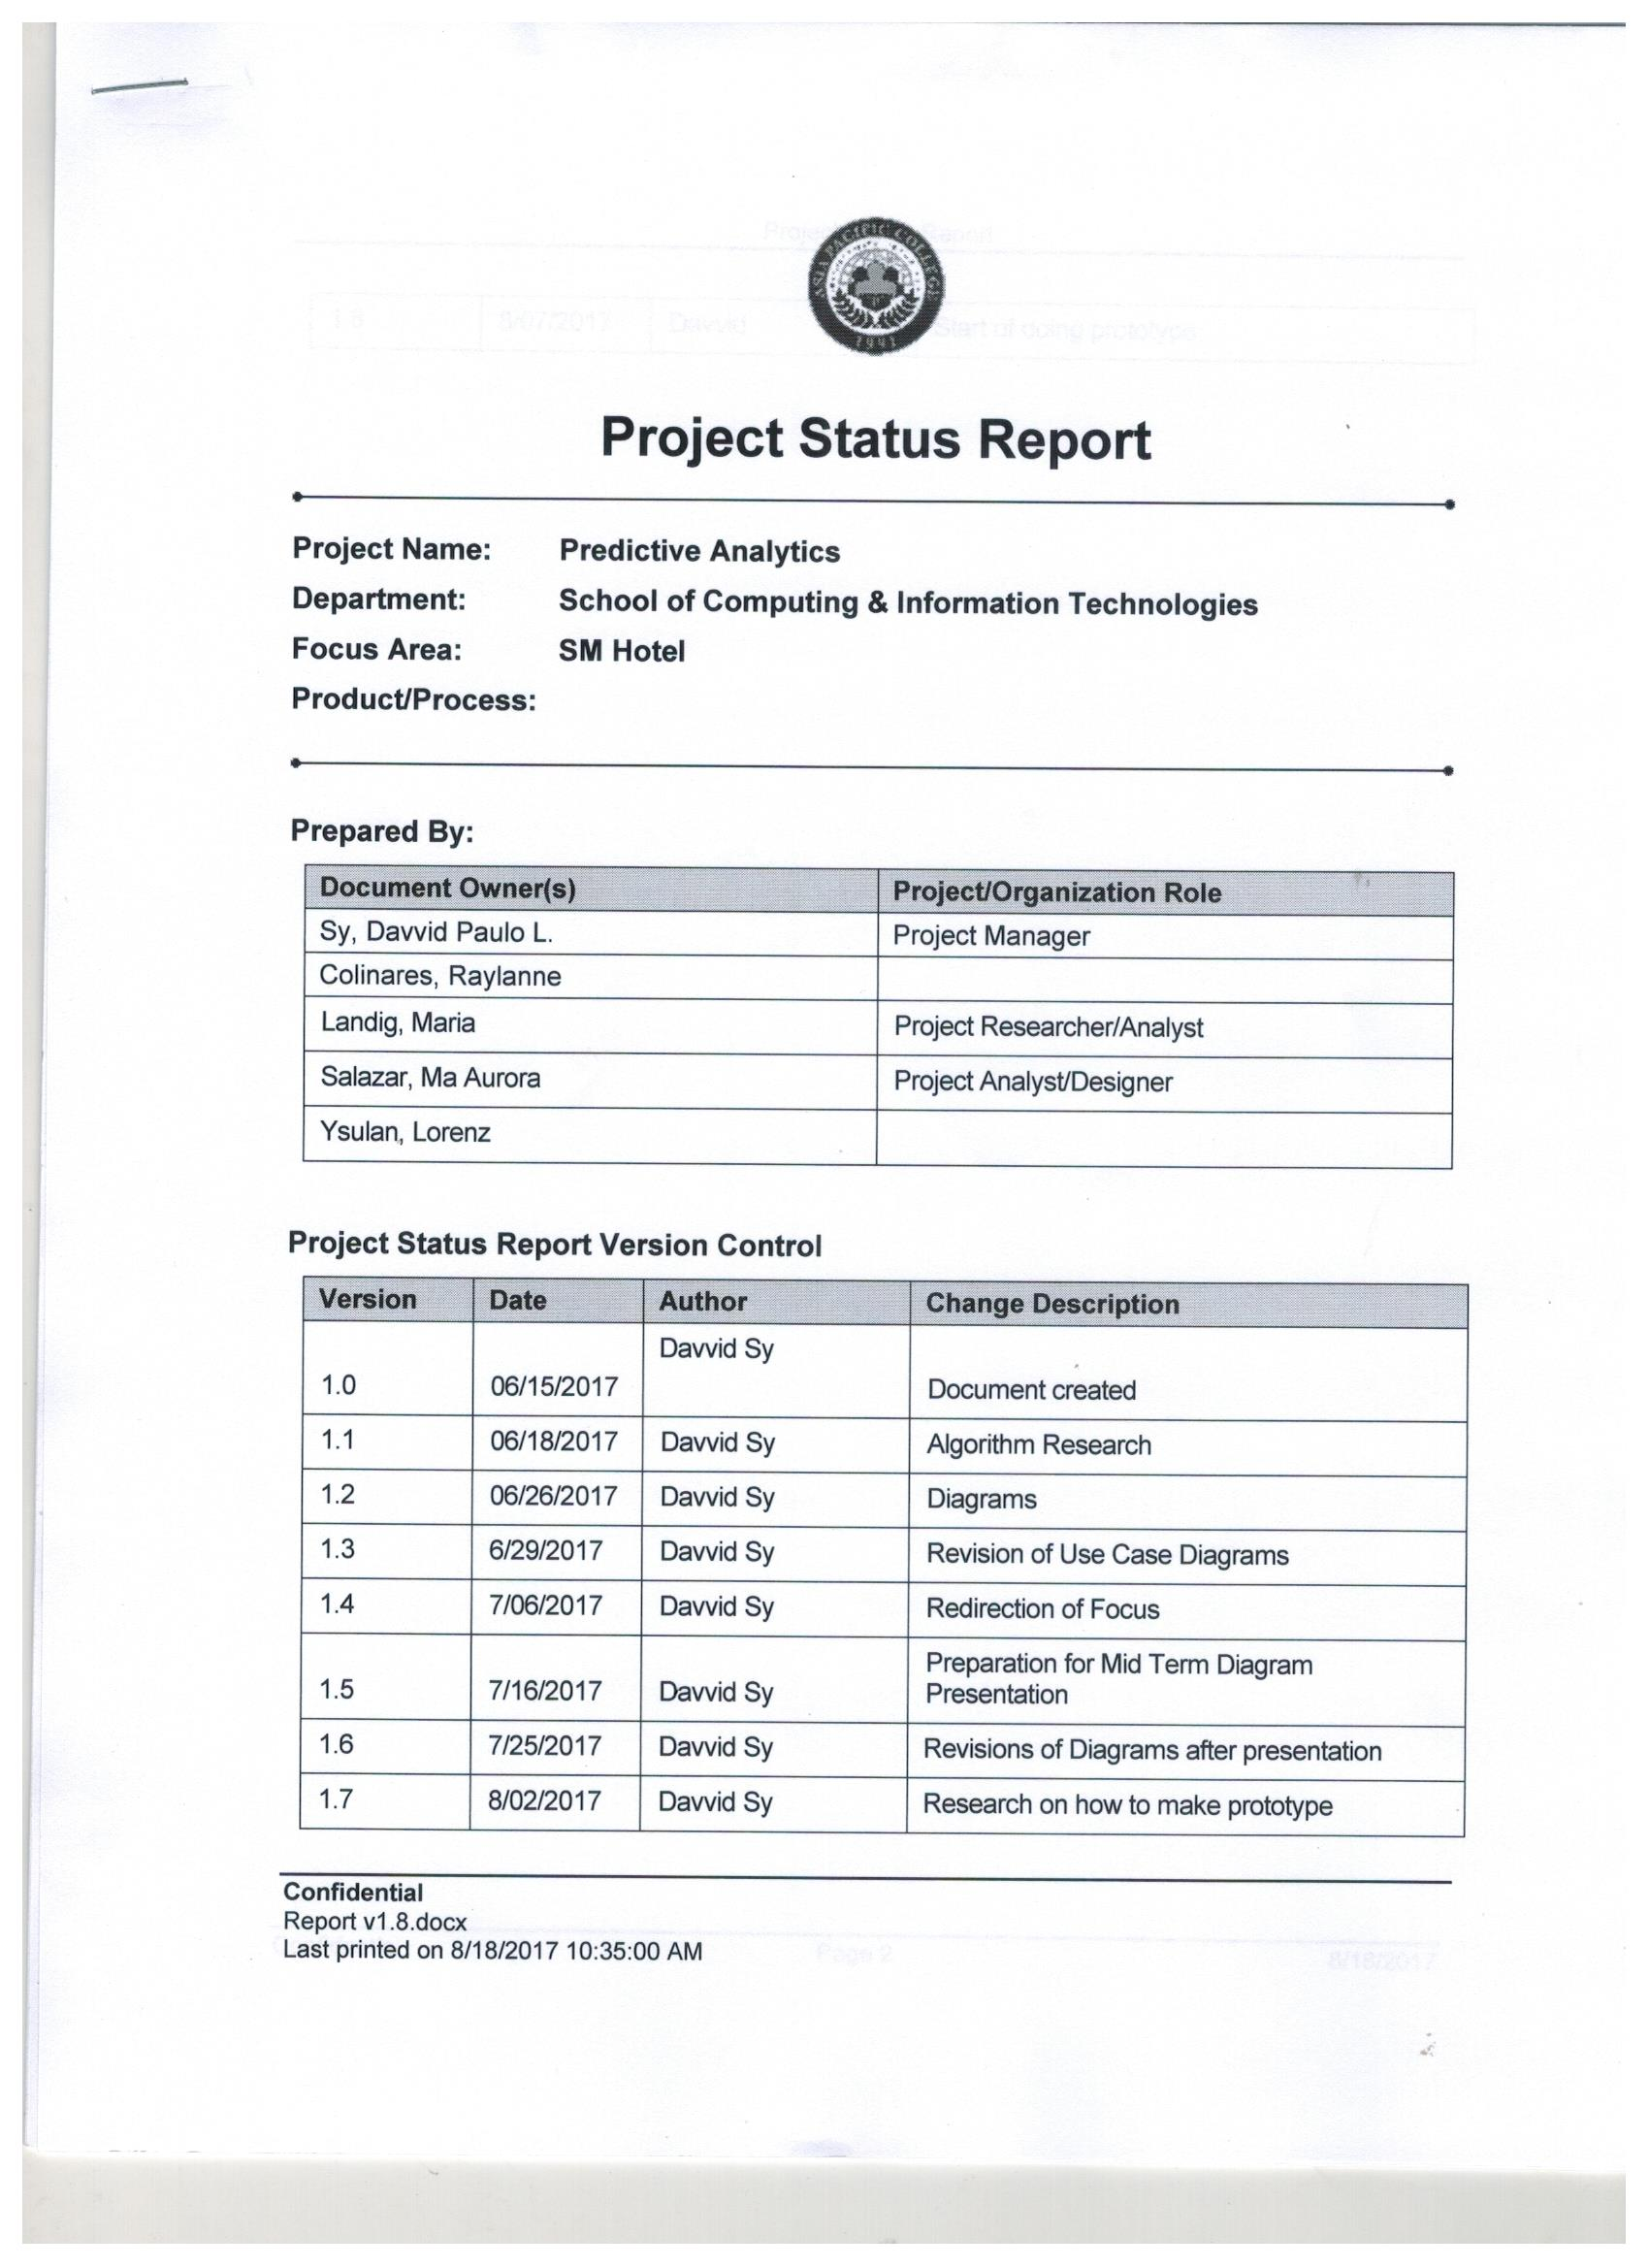 ASIA PACIFIC COLLEGE
1991
Project Status Report
Project Name: Predictive Analytics
Department: School of Computing & Information Technologies
Focus Area: SM Hotel
Product/Process:
Prepared By:
Document Owner(s) Project/Organization Role
Sy, Davvid Paulo L. Project Manager
Colinares, Raylanne
Landig, Maria Project Researcher/Analyst
Salazar, Ma Aurora Project Analyst/Designer
Ysulan, Lorenz
Project Status Report Version Control
Version Date Author Change Description
1.0 06/15/2017 Davvid Sy Document created
1.1 06/18/2017 Davvid Sy Algorithm Research
1.2 06/26/2017 Davvid Sy Diagrams
1.3 6/29/2017 Davvid Sy Revision of Use Case Diagrams
1.4 7/06/2017 Davvid Sy Redirection of Focus
1.5 7/16/2017 Davvid Sy Preparation for Mid Term Diagram
Presentation
1.6 7/25/2017 Davvid Sy Revisions of Diagrams after presentation
1.7 8/02/2017 Davvid Sy Research on how to make prototype
Confidential
Report v1.8.docx
Last printed on 8/18/2017 10:35:00 AM